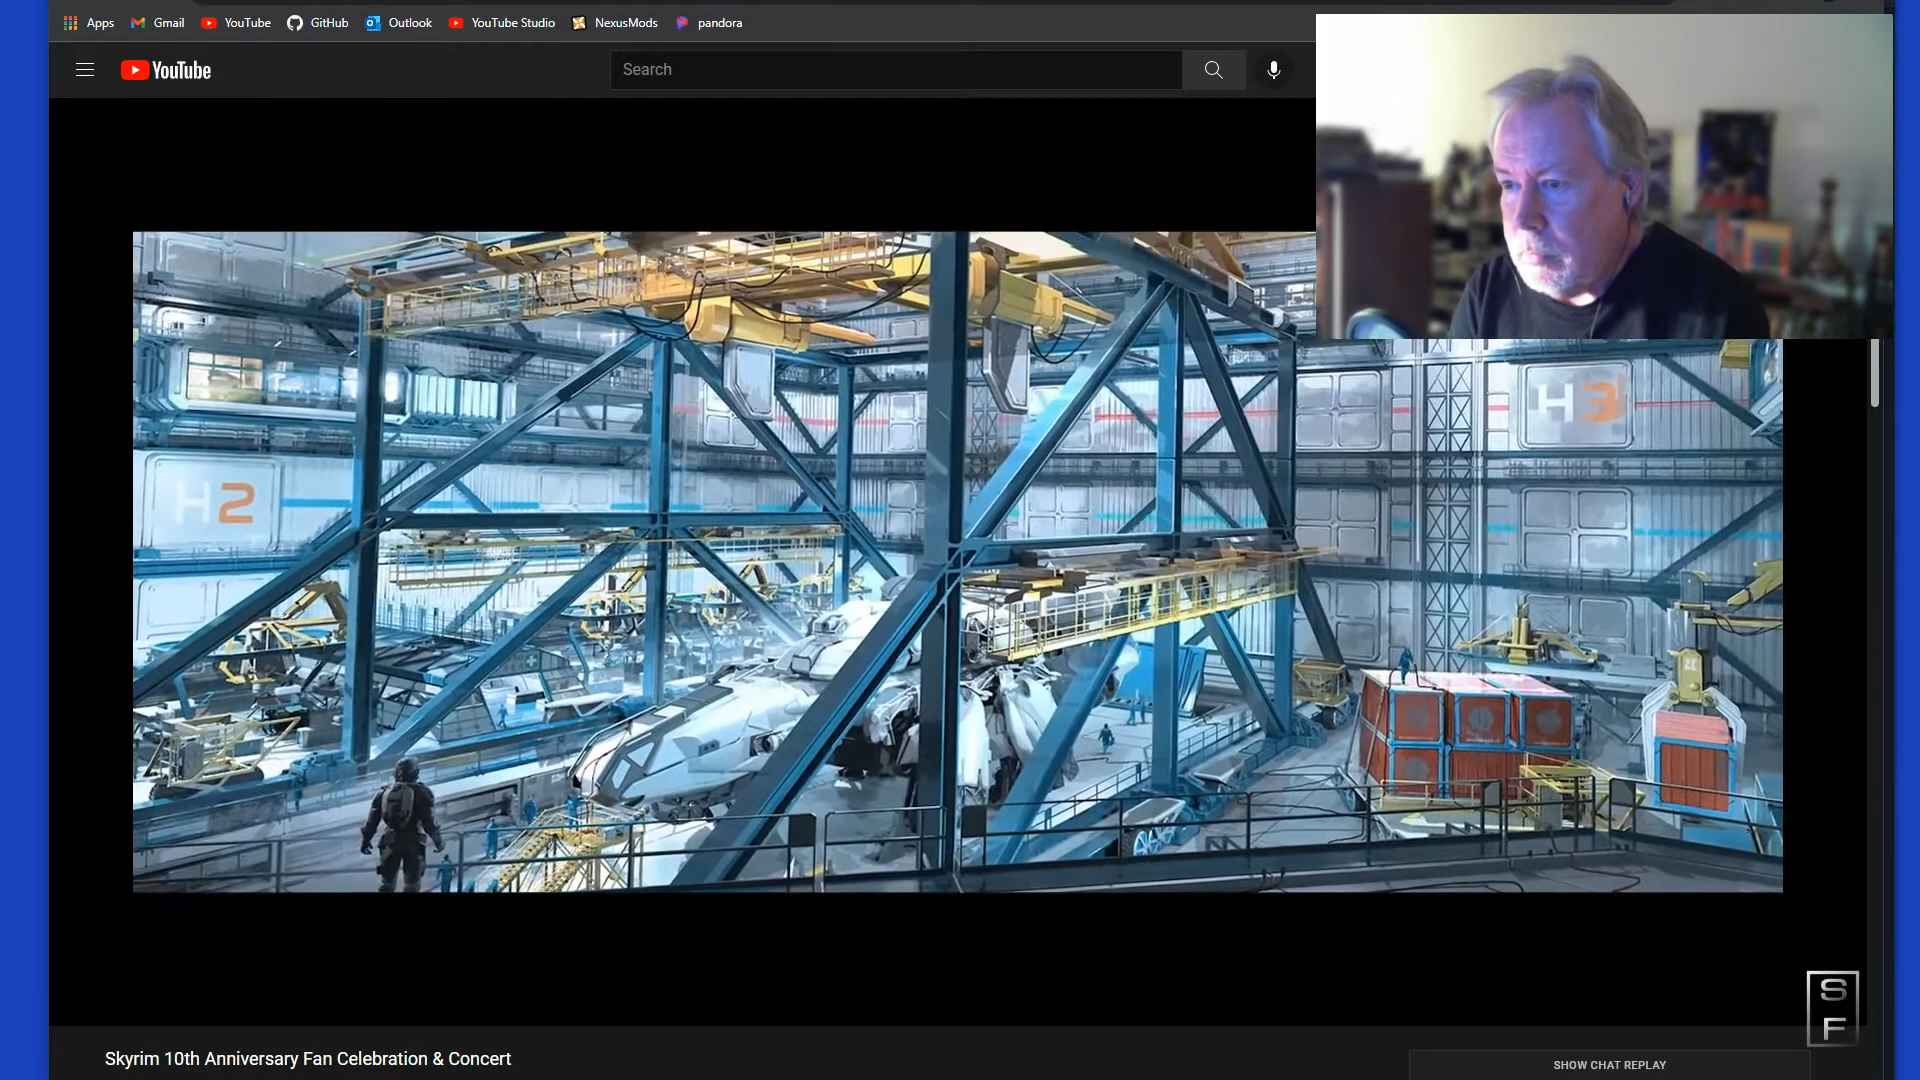 Apps Gmail YouTube GitHub Outlook YouTube Studio NexusMods pandora
YouTube
Search
H3
H2
S
F
Skyrim 10th Anniversary Fan Celebration & Concert
SHOW CHAT REPLAY